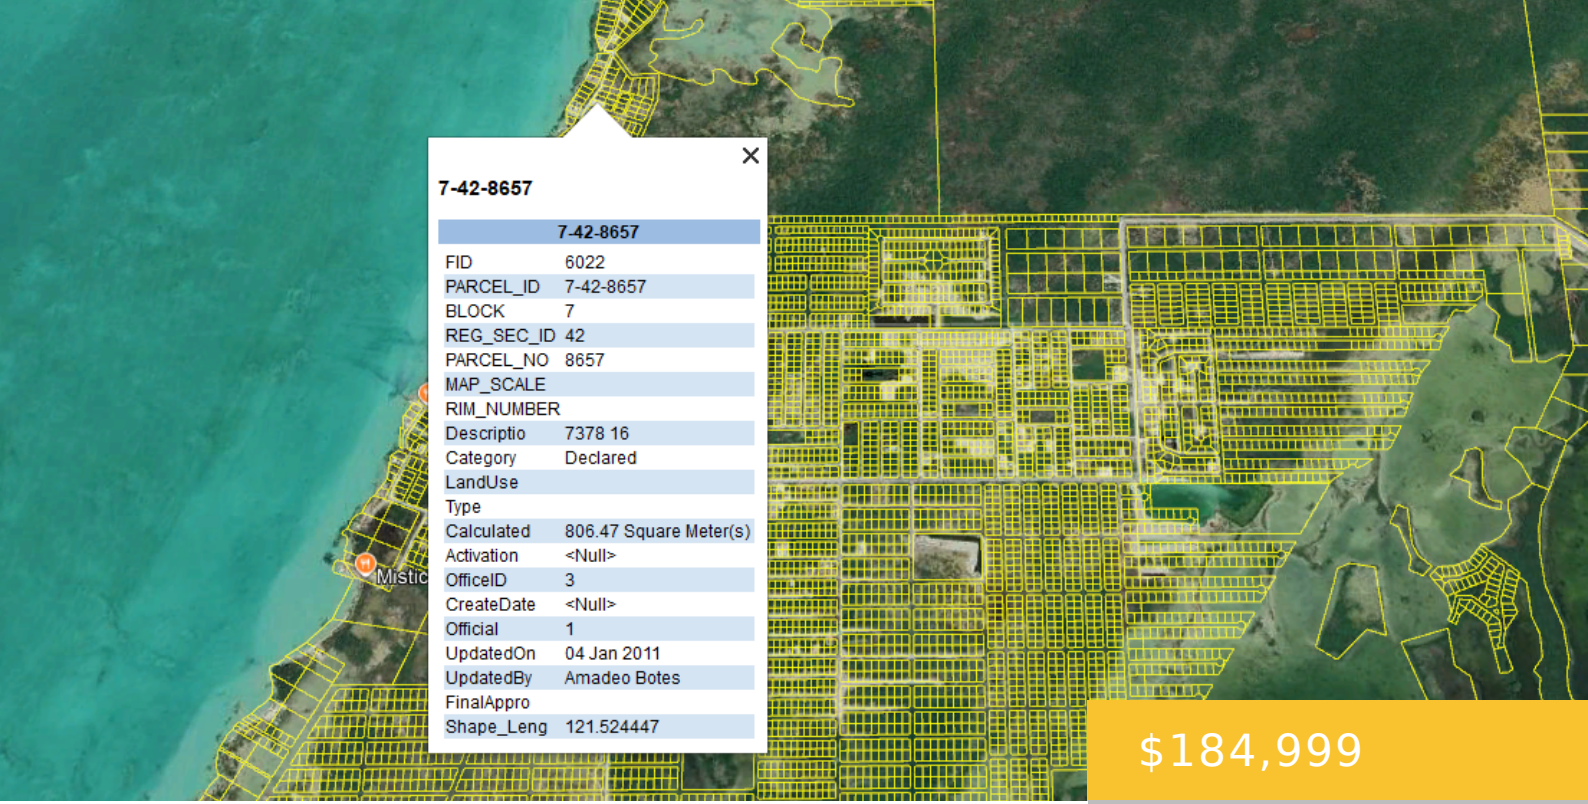 7-42-8657
7-42-8657
FID 6022
PARCEL_ID 7-42-8657
BLOCK 7
REG_SEC_ID 42
PARCEL_NO 8657
MAP_SCALE
RIM_NUMBER
Descriptio 7378 16
Category Declared
LandUse
Type
Calculated 806.47 Square Meter(s)
Activation <Null>
OfficeID 3
CreateDate <Null>
Official 1
UpdatedOn 04 Jan 2011
UpdatedBy Amadeo Botes
FinalAppro
Shape_Leng 121.524447
Mistic
$184,999